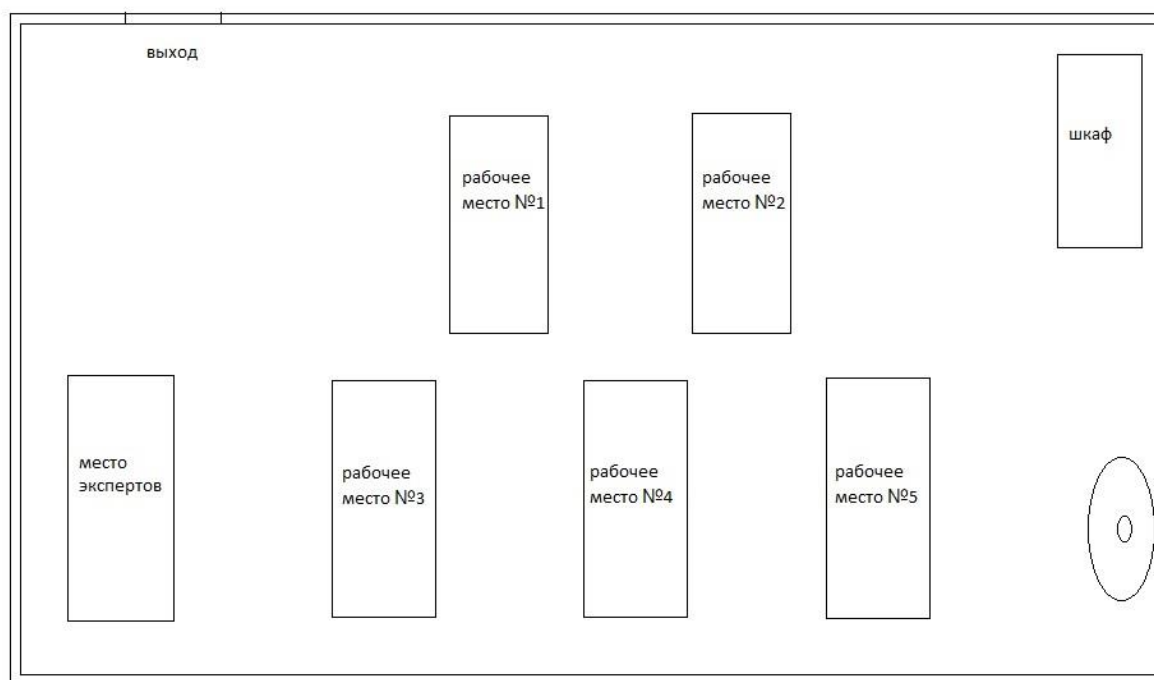 выход
шкаф
рабочее
место №1
рабочее
место №2
место
экспертов
рабочее
место №3
рабочее
место №4
рабочее
место №5